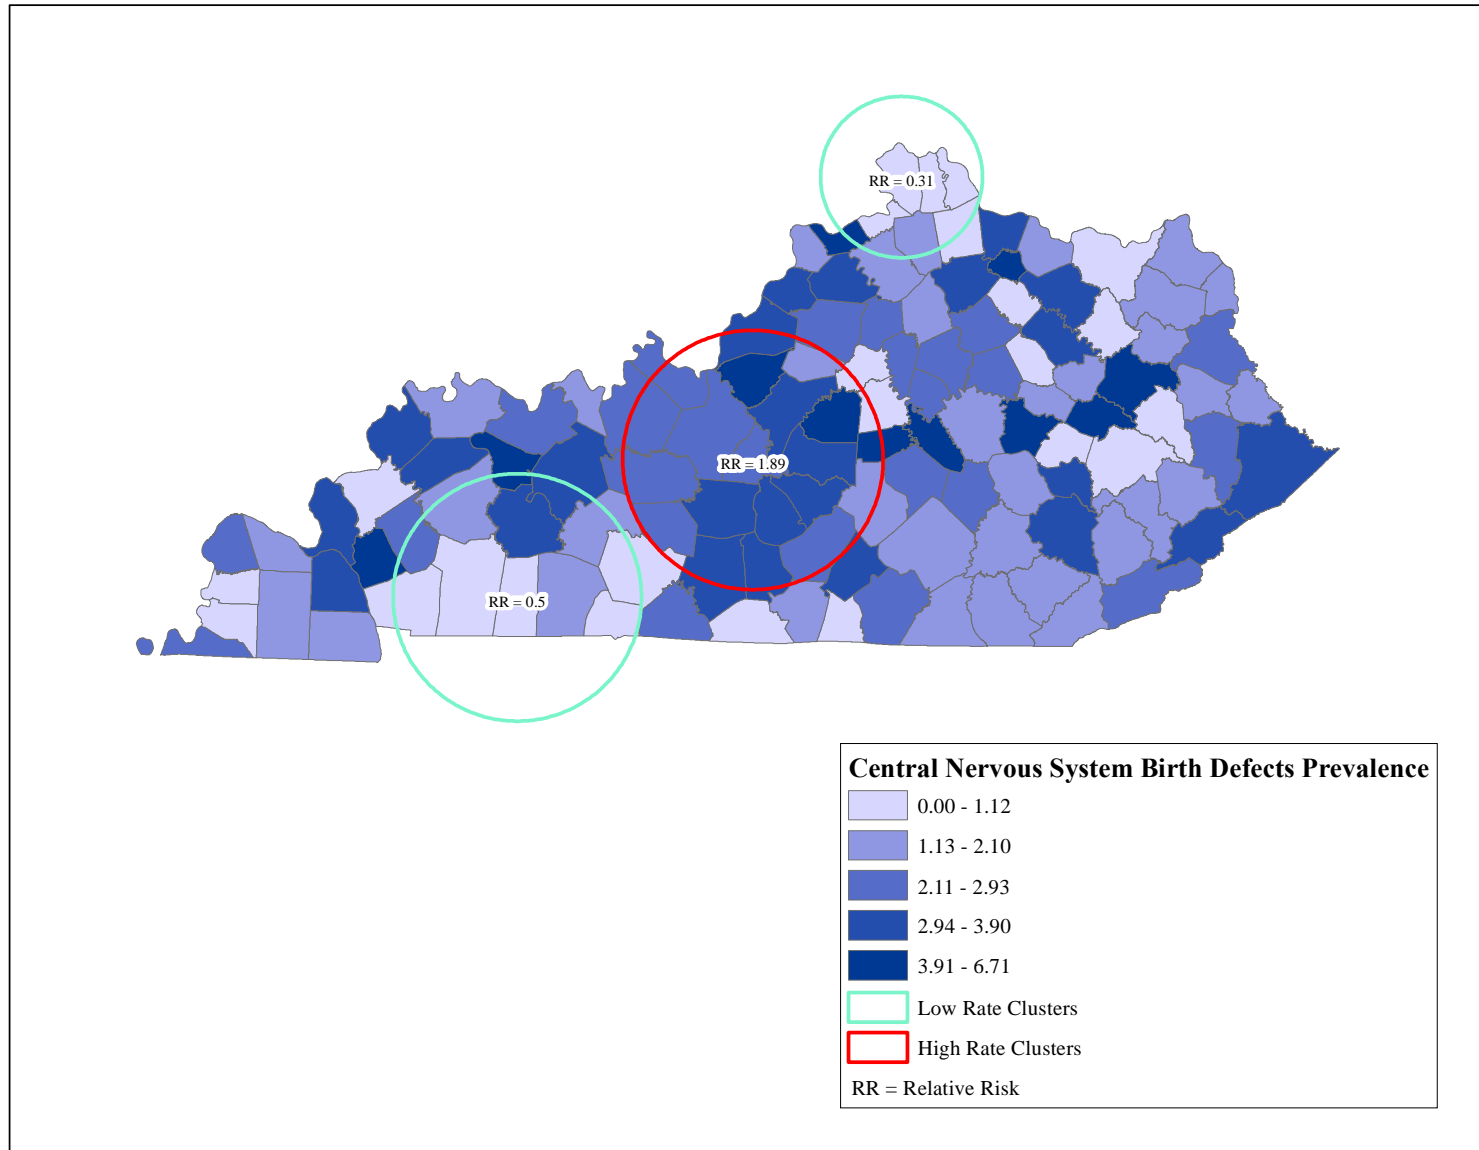 RR = 0.31
RR = 1.89
RR = 0.5
Central Nervous System Birth Defects Prevalence
0.00 - 1.12
1.13 - 2.10
2.11 - 2.93
2.94 - 3.90
3.91 - 6.71
Low Rate Clusters
High Rate Clusters
RR = Relative Risk